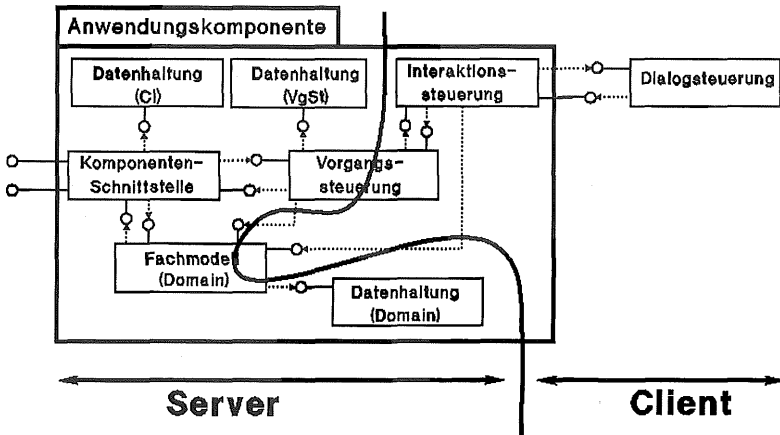 Anwendungskomponente
Datenhaltung
(CI)
Datenhaltung
(VgSt)
Interaktions-
steuerung
Dialogsteuerung
Komponenten-
Schnittstelle
Vorgangs-
steuerung
Fachmodell
(Domain)
Datenhaltung
(Domain)
Server
Client